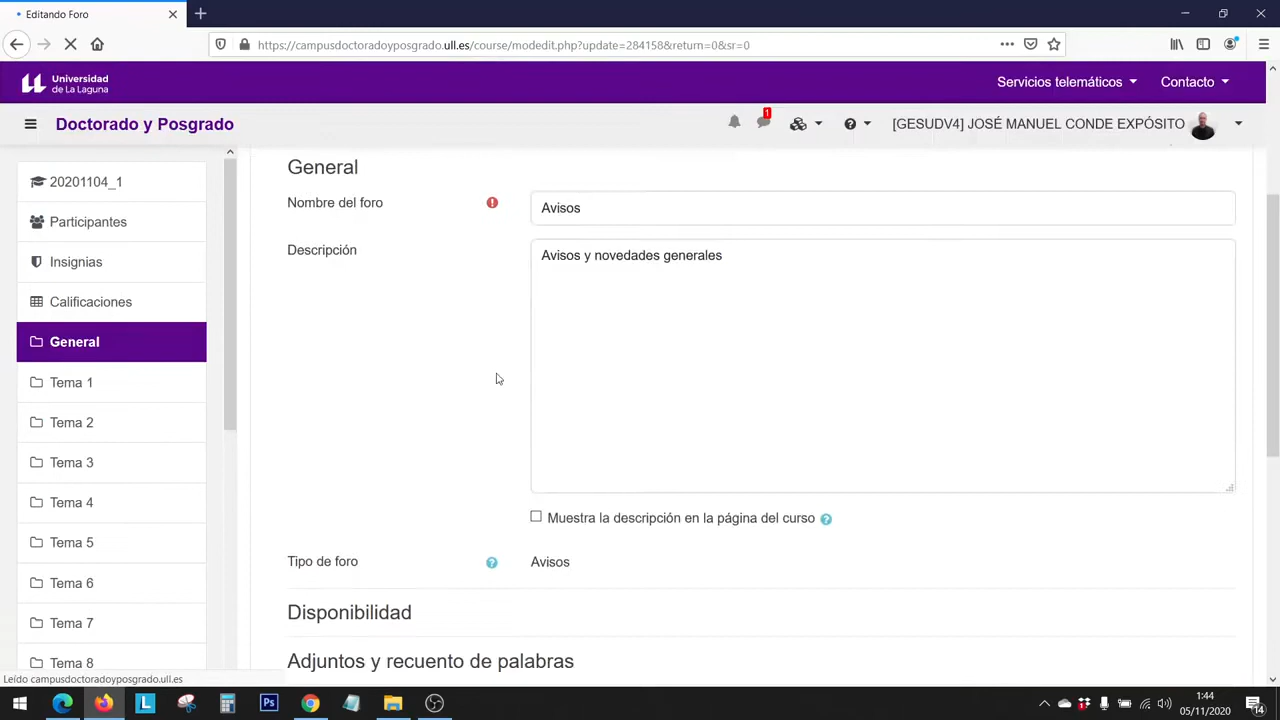 Editando Foro
https://campusdoctoradoyposgrado.ull.es/course/modedit.php?update=284158&return=0&sr=0
Universidad
de La Laguna
Servicios telemáticos
Contacto
Doctorado y Posgrado
1
[GESUDV4] JOSÉ MANUEL CONDE EXPÓSITO
20201104_1
Participantes
Insignias
Calificaciones
General
Tema 1
Tema 2
Tema 3
Tema 4
Tema 5
Tema 6
Tema 7
Tema 8
General
Nombre del foro
Avisos
Descripción
Avisos y novedades generales
Muestra la descripción en la página del curso
Tipo de foro
Avisos
Disponibilidad
Adjuntos y recuento de palabras
Leído campusdoctoradoyposgrado.ull.es
L
Ps
1:44
05/11/2020
14